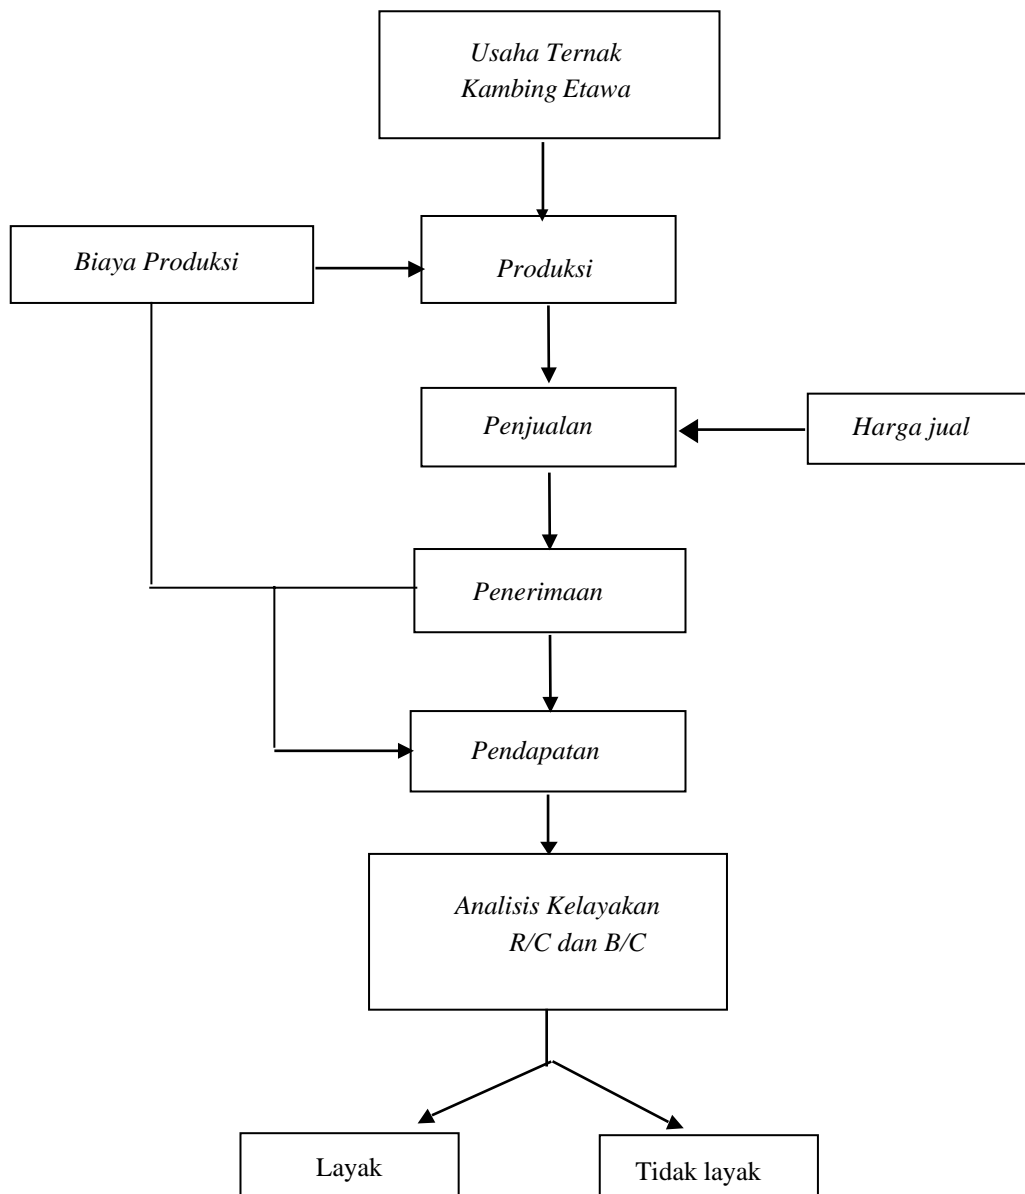 Usaha Ternak
Kambing Etawa
Biaya Produksi
Produksi
Penjualan
Harga jual
Penerimaan
Pendapatan
Analisis Kelayakan
R/C dan B/C
Layak
Tidak layak